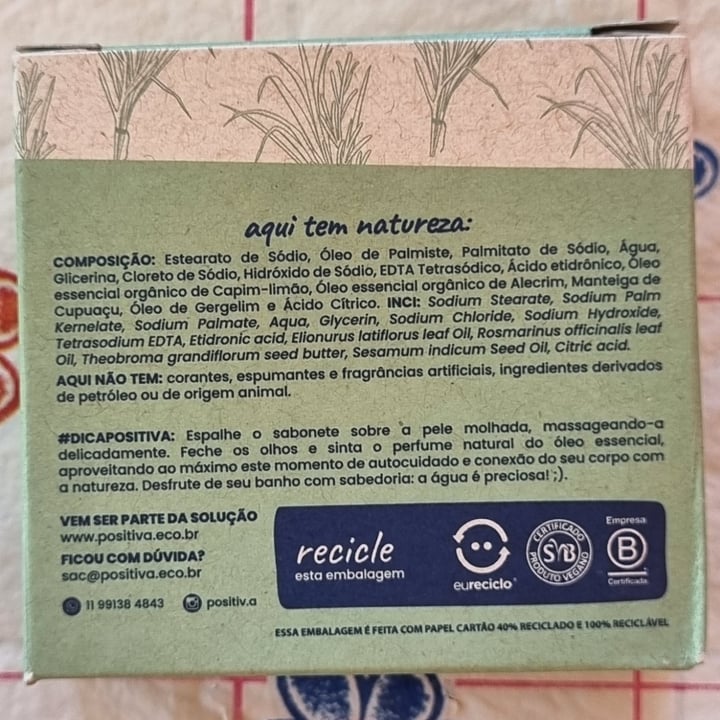 aqui tem natureza:
COMPOSIÇÃO: Estearato de Sódio, Óleo de Palmiste, Palmitato de Sódio, Água,
Glicerina, Cloreto de Sódio, Hidróxido de Sódio, EDTA Tetrasódico, Ácido etidrônico, Óleo
essencial orgânico de Capim-limão, Óleo essencial orgânico de Alecrim, Manteiga de
Cupuaçu, Óleo de Gergelim e Ácido Cítrico. INCI: Sodium Stearate, Sodium Palm
Kernelate, Sodium Palmate, Aqua, Glycerin, Sodium Chloride, Sodium Hydroxide,
Tetrasodium EDTA, Etidronic acid, Elionurus latiflorus leaf Oil, Rosmarinus officinalis leaf
Oil, Theobroma grandiflorum seed butter, Sesamum indicum Seed Oil, Citric acid.
AQUI NÃO TEM: corantes, espumantes e fragrâncias artificiais, ingredientes derivados
de petróleo ou de origem animal.
#DICAPOSITIVA: Espalhe o sabonete sobre a pele molhada, massageando-a
delicadamente. Feche os olhos e sinta o perfume natural do óleo essencial,
aproveitando ao máximo este momento de autocuidado e conexão do seu corpo com
a natureza. Desfrute de seu banho com sabedoria: a água é preciosa! ;).
VEM SER PARTE DA SOLUÇÃO
www.positiva.eco.br
FICOU COM DÚVIDA?
sac@positiva.eco.br
11 99138 4843 positiv.a
recicle
esta embalagem
eureciclo
CERTIFICADO
SVB
PRODUTO VEGANO
Empresa
B
Certificada
ESSA EMBALAGEM É FEITA COM PAPEL CARTÃO 40% RECICLADO E 100% RECICLÁVEL